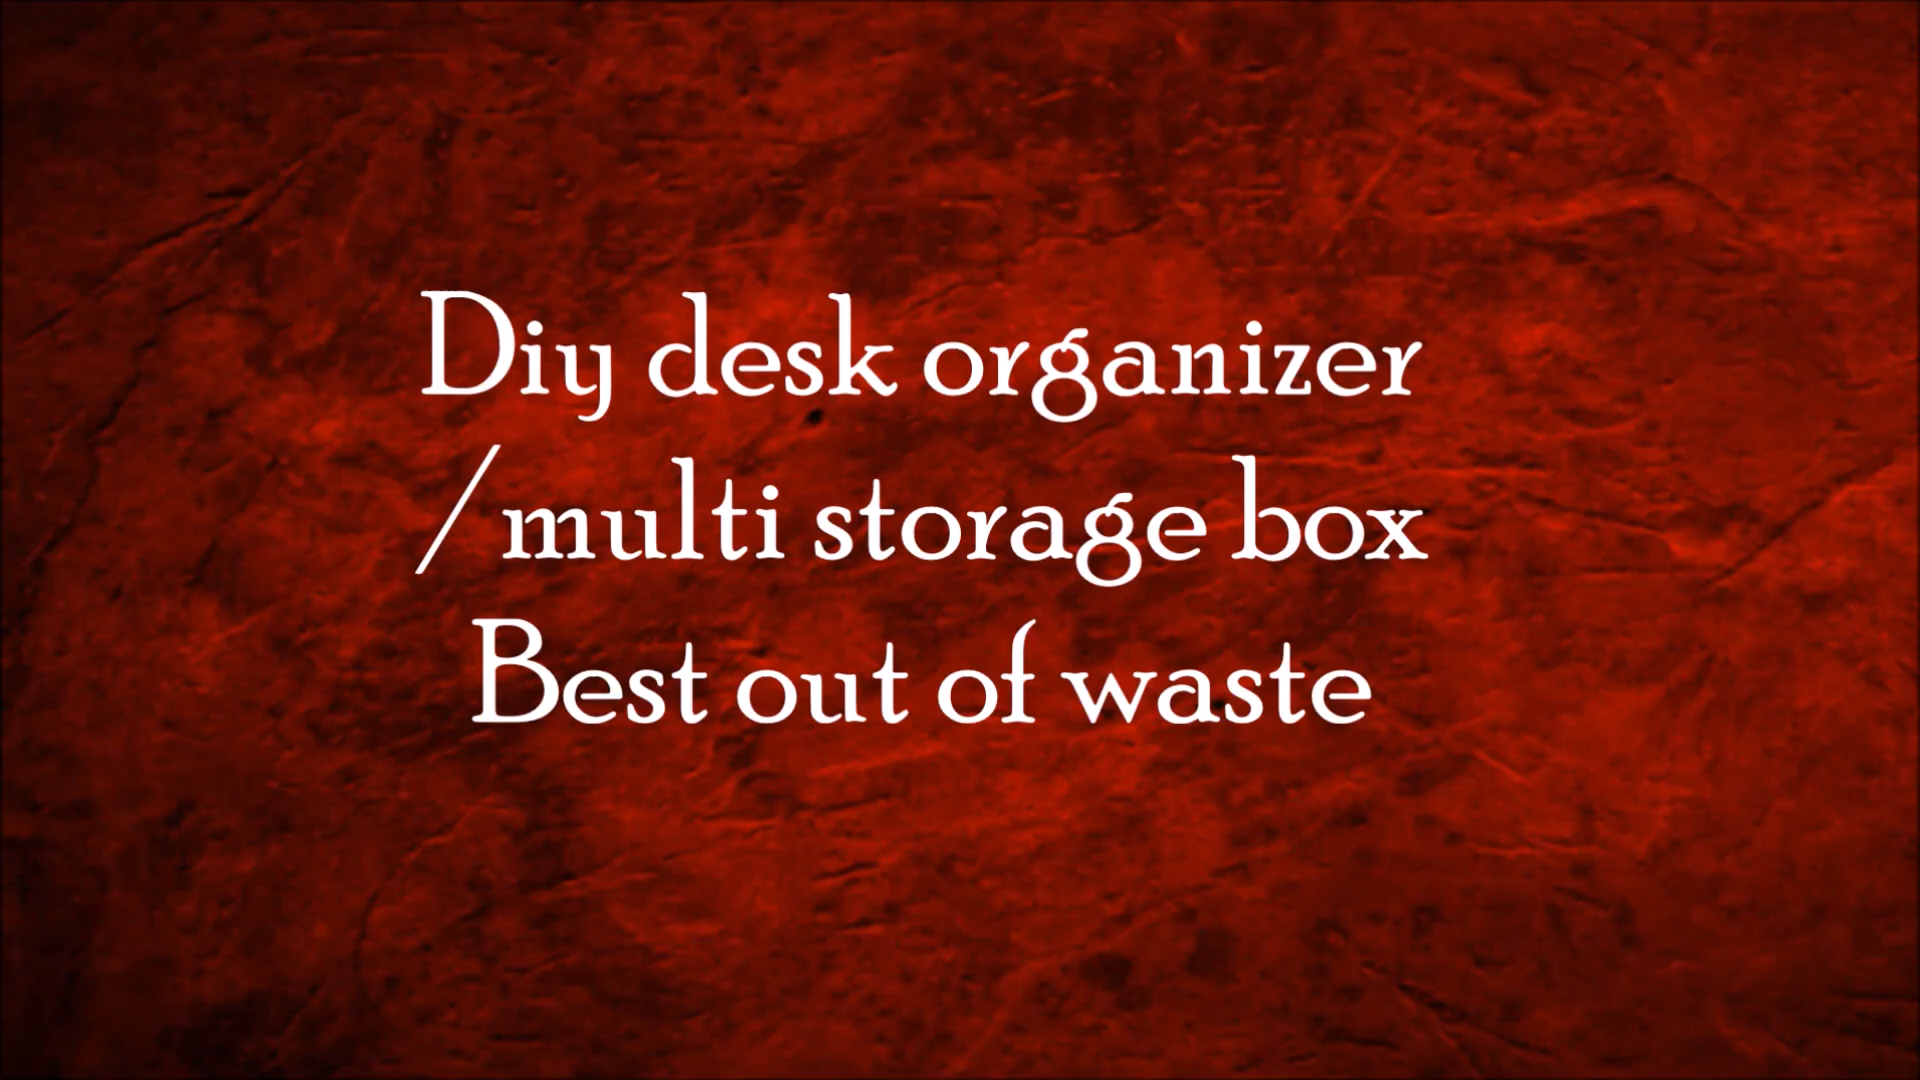 Diy desk organizer
/multi storage box
Best out of waste